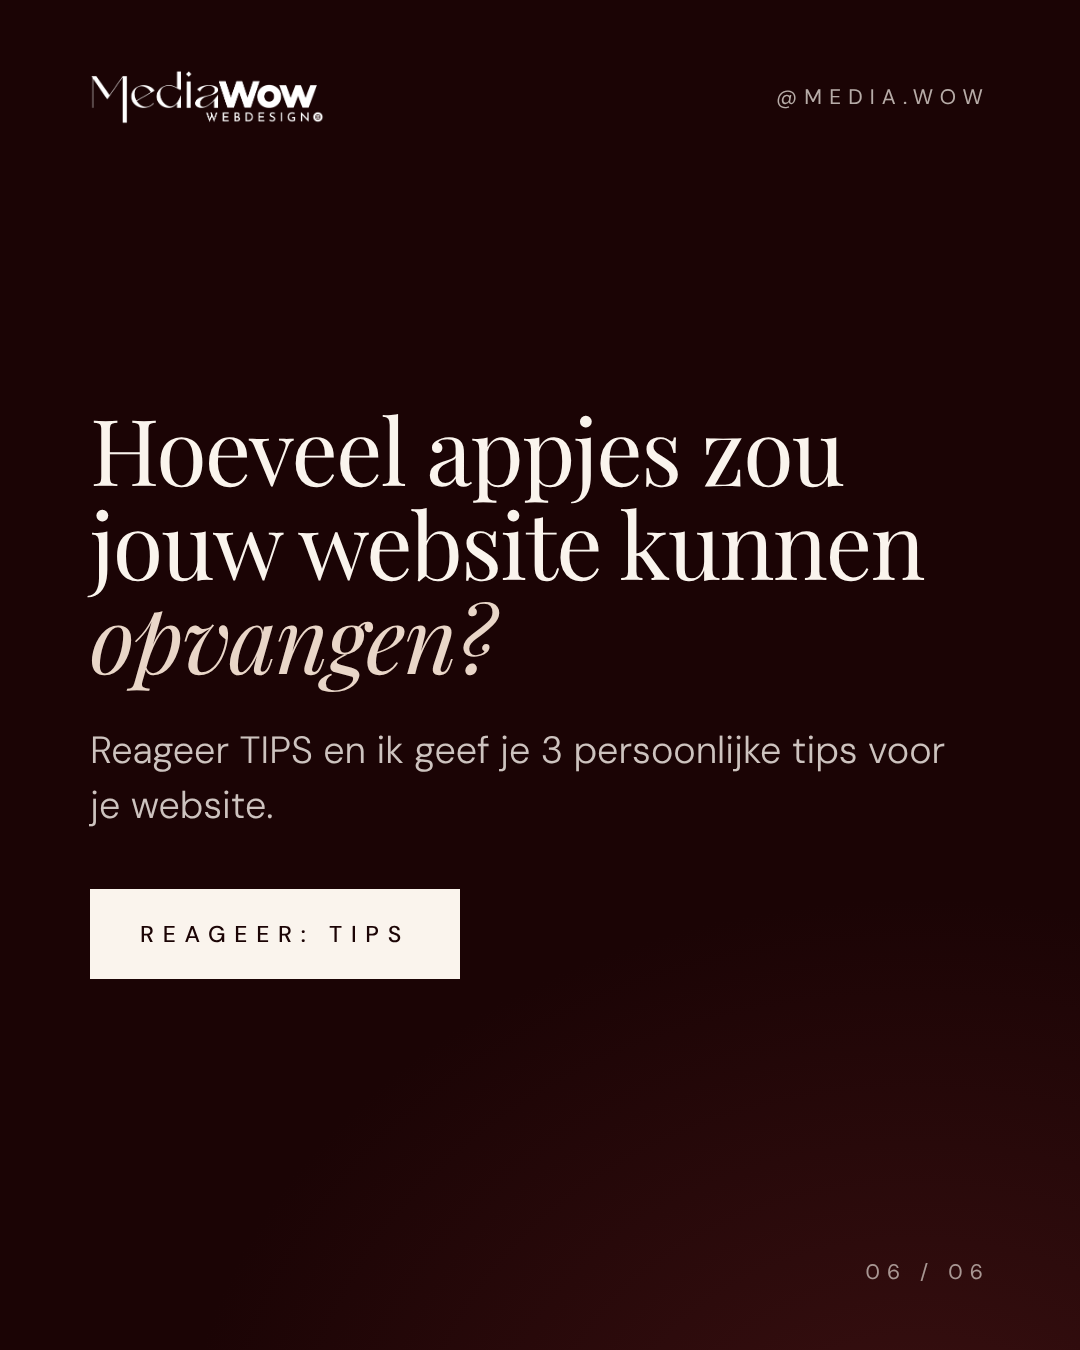 MediaWow
WEBDESIGN
@MEDIA.WOW
Hoeveel appjes zou
jouw website kunnen
opvangen?
Reageer TIPS en ik geef je 3 persoonlijke tips voor
je website.
REAGEER: TIPS
06 / 06